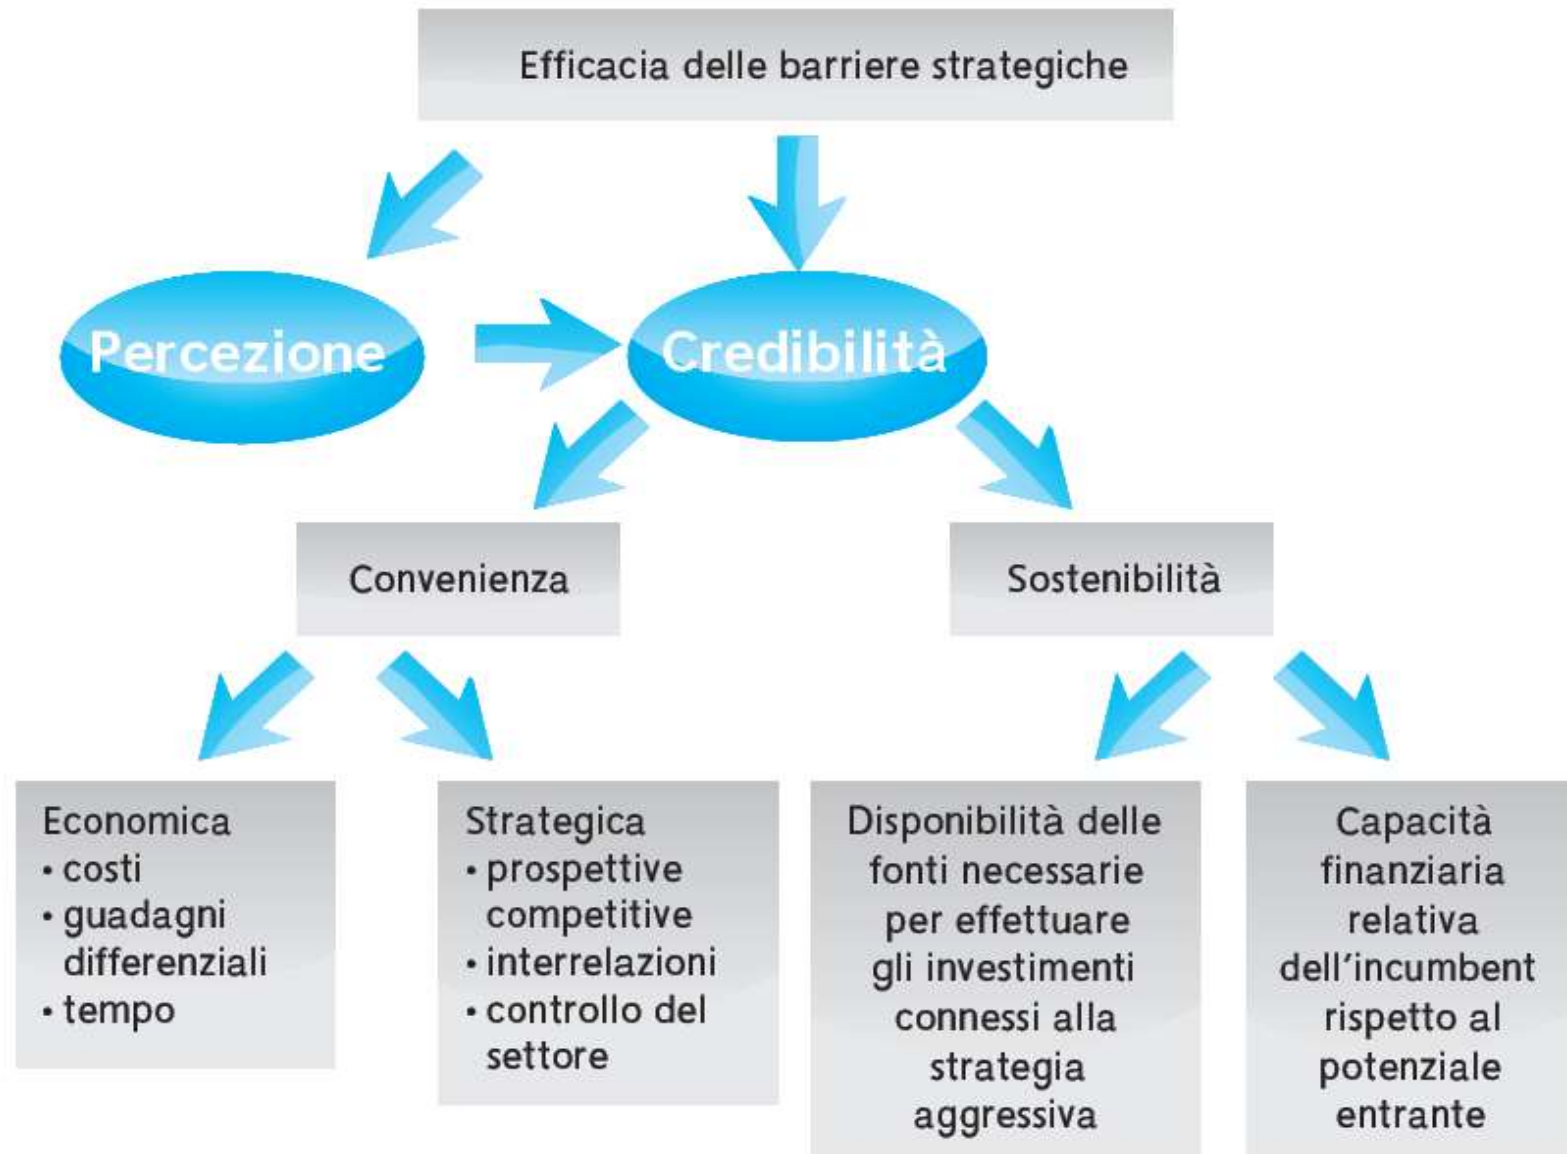 Efficacia delle barriere strategiche
Percezione
Credibilità
Convenienza
Sostenibilità
Economica
• costi
• guadagni
differenziali
• tempo
Strategica
• prospettive
competitive
• interrelazioni
• controllo del
settore
Disponibilità delle
fonti necessarie
per effettuare
gli investimenti
connessi alla
strategia
aggressiva
Capacità
finanziaria
relativa
dell'incumbent
rispetto al
potenziale
entrante